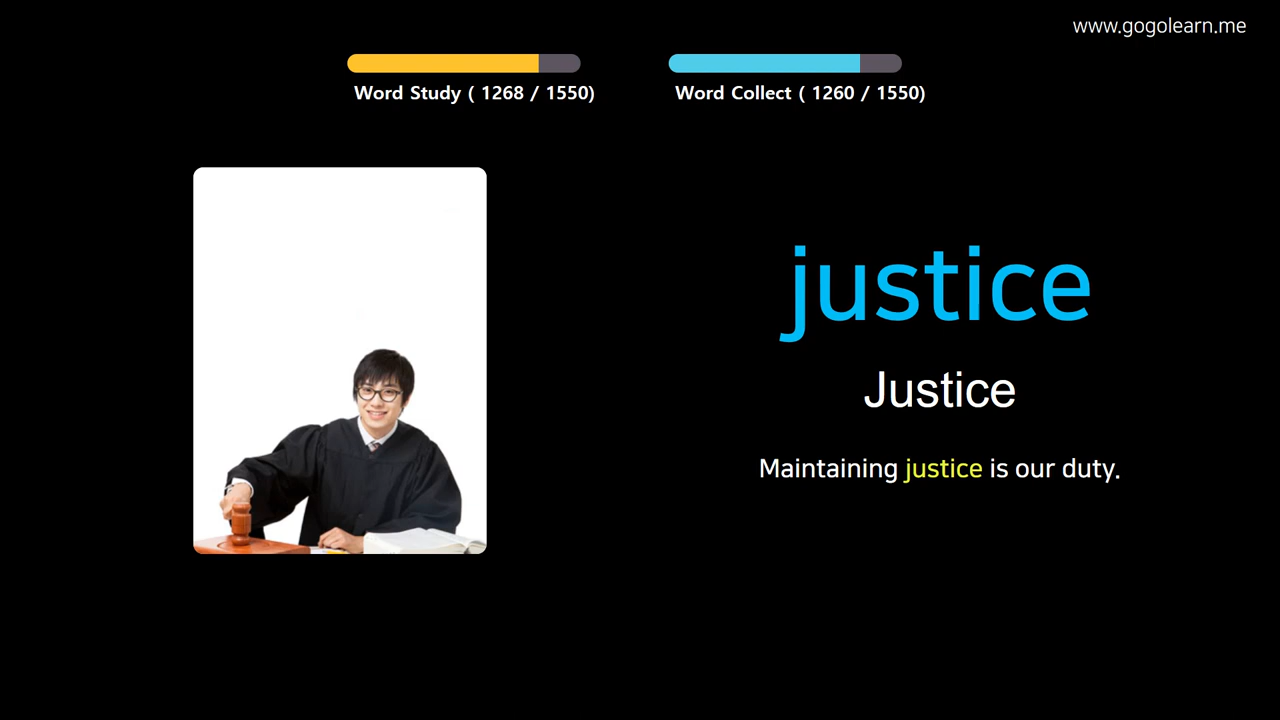 www.gogolearn.me
Word Study ( 1268 / 1550)
Word Collect ( 1260 / 1550)
justice
Justice
Maintaining justice is our duty.